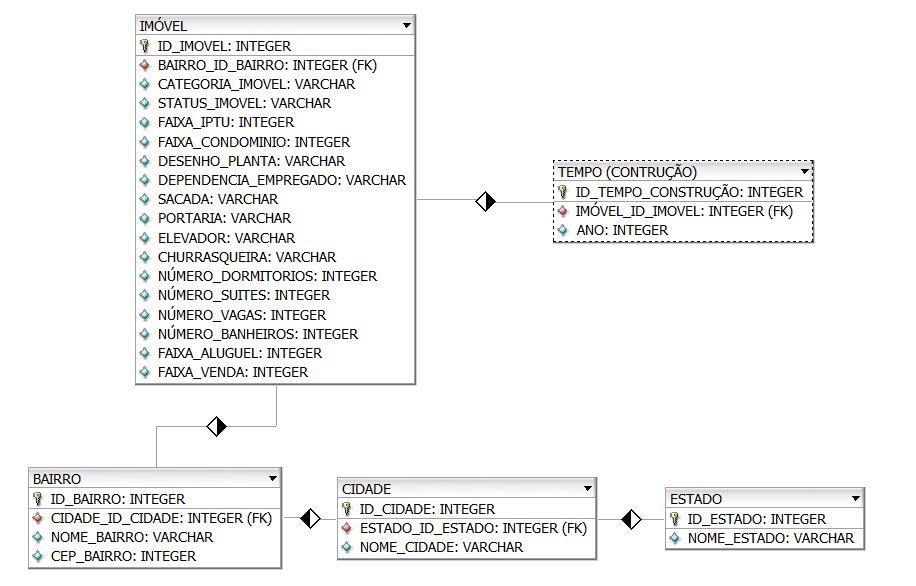 IMÓVEL
ID_IMOVEL: INTEGER
BAIRRO_ID_BAIRRO: INTEGER (FK)
CATEGORIA_IMOVEL: VARCHAR
STATUS_IMOVEL: VARCHAR
FAIXA_IPTU: INTEGER
FAIXA_CONDOMINIO: INTEGER
DESENHO_PLANTA: VARCHAR
DEPENDENCIA_EMPREGADO: VARCHAR
SACADA: VARCHAR
PORTARIA: VARCHAR
ELEVADOR: VARCHAR
CHURRASQUEIRA: VARCHAR
NÚMERO_DORMITORIOS: INTEGER
NÚMERO_SUITES: INTEGER
NÚMERO_VAGAS: INTEGER
NÚMERO_BANHEIROS: INTEGER
FAIXA_ALUGUEL: INTEGER
FAIXA_VENDA: INTEGER
TEMPO (CONTRUÇÃO)
ID_TEMPO_CONSTRUÇÃO: INTEGER
IMÓVEL_ID_IMOVEL: INTEGER (FK)
ANO: INTEGER
BAIRRO
ID_BAIRRO: INTEGER
CIDADE_ID_CIDADE: INTEGER (FK)
NOME_BAIRRO: VARCHAR
CEP_BAIRRO: INTEGER
CIDADE
ID_CIDADE: INTEGER
ESTADO_ID_ESTADO: INTEGER (FK)
NOME_CIDADE: VARCHAR
ESTADO
ID_ESTADO: INTEGER
NOME_ESTADO: VARCHAR